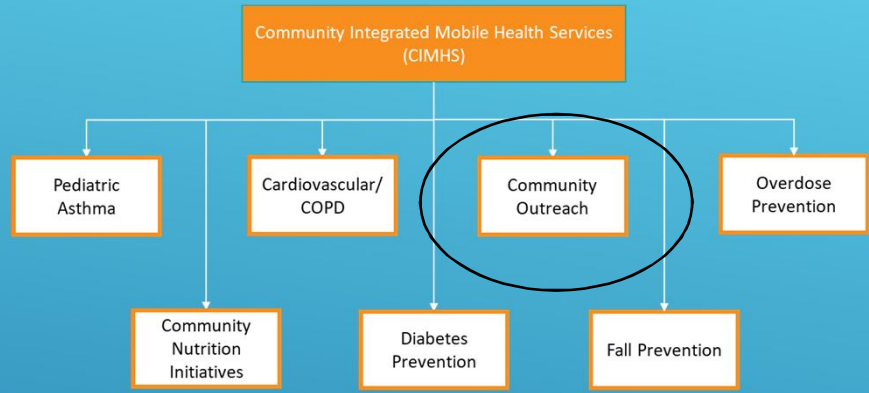 Community Integrated Mobile Health Services
(CIMHS)
Pediatric
Asthma
Cardiovascular/
COPD
Community
Outreach
Overdose
Prevention
Community
Nutrition
Initiatives
Diabetes
Prevention
Fall Prevention